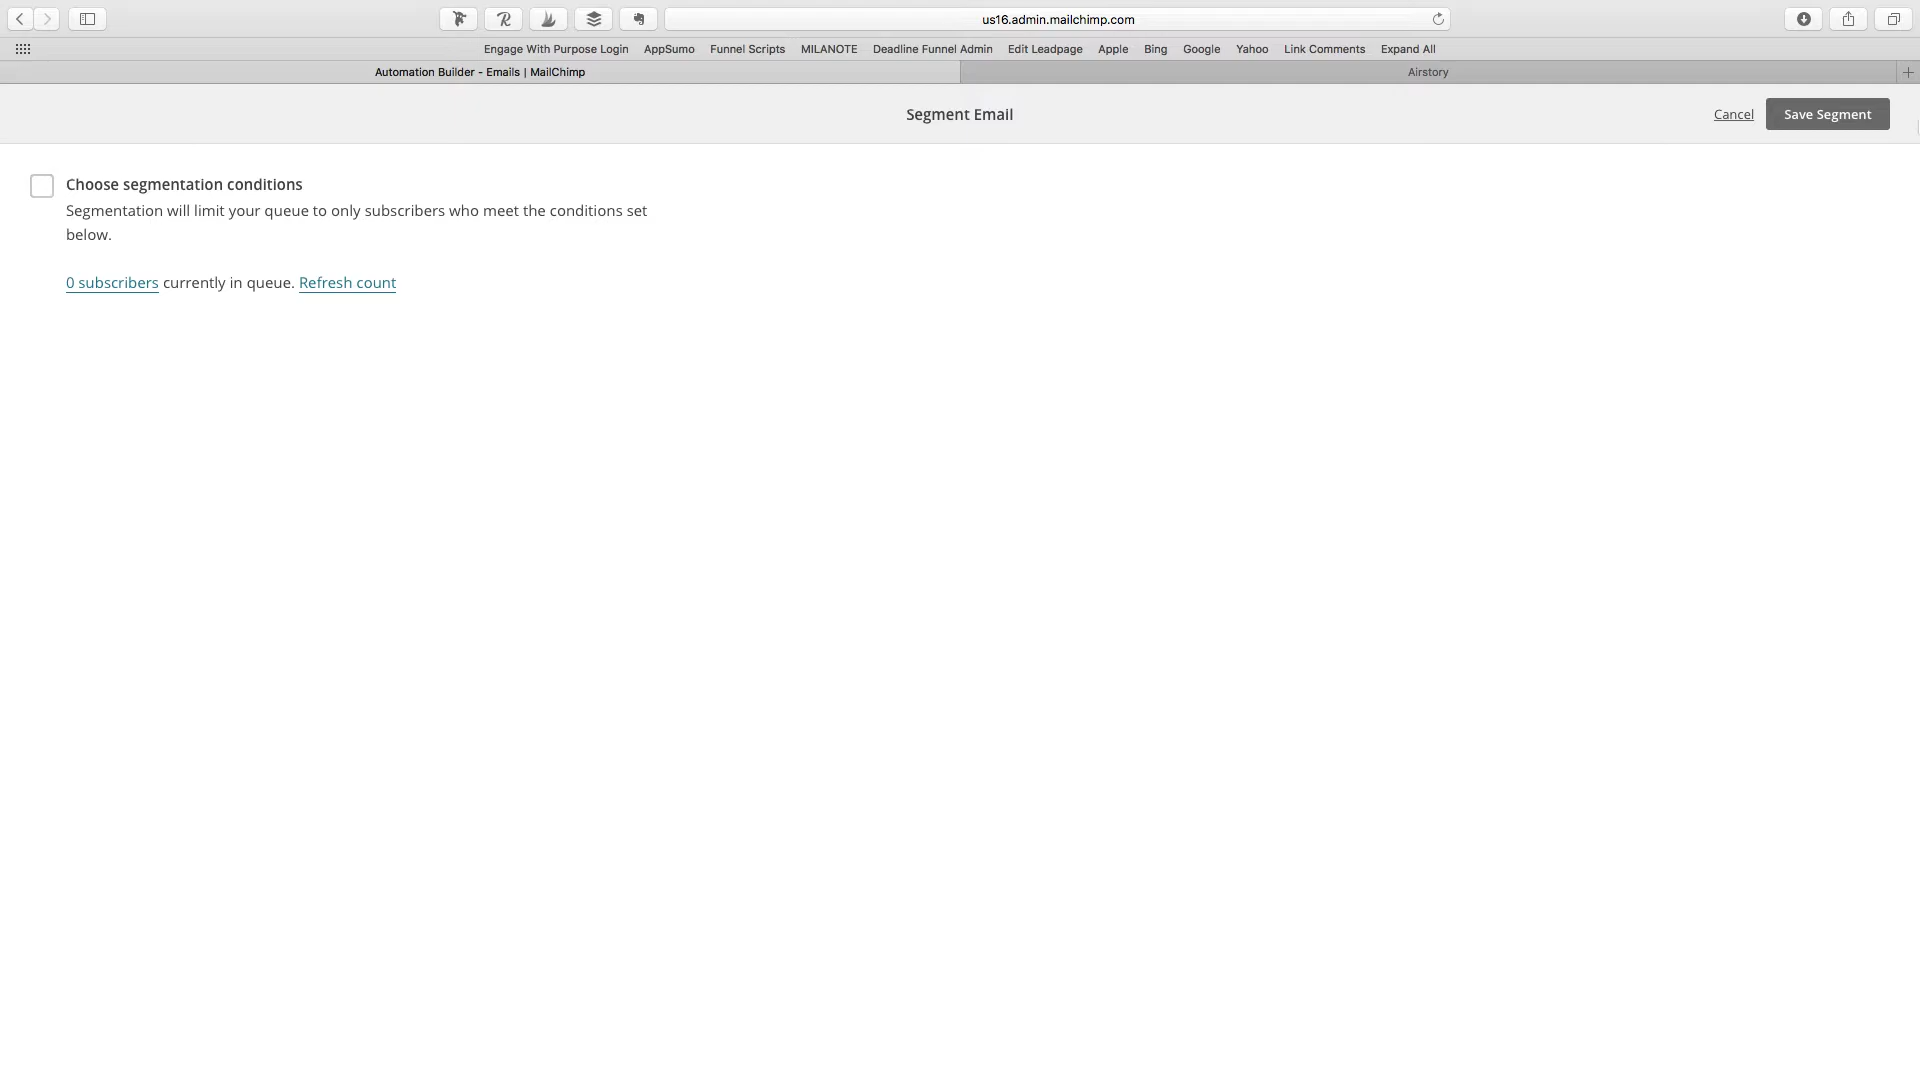 us16.admin.mailchimp.com
Engage With Purpose Login AppSumo Funnel Scripts MILANOTE Deadline Funnel Admin Edit Leadpage Apple Bing Google Yahoo Link Comments Expand All
Automation Builder - Emails | MailChimp Airstory
Segment Email Cancel Save Segment
Choose segmentation conditions
Segmentation will limit your queue to only subscribers who meet the conditions set
below.
0 subscribers currently in queue. Refresh count